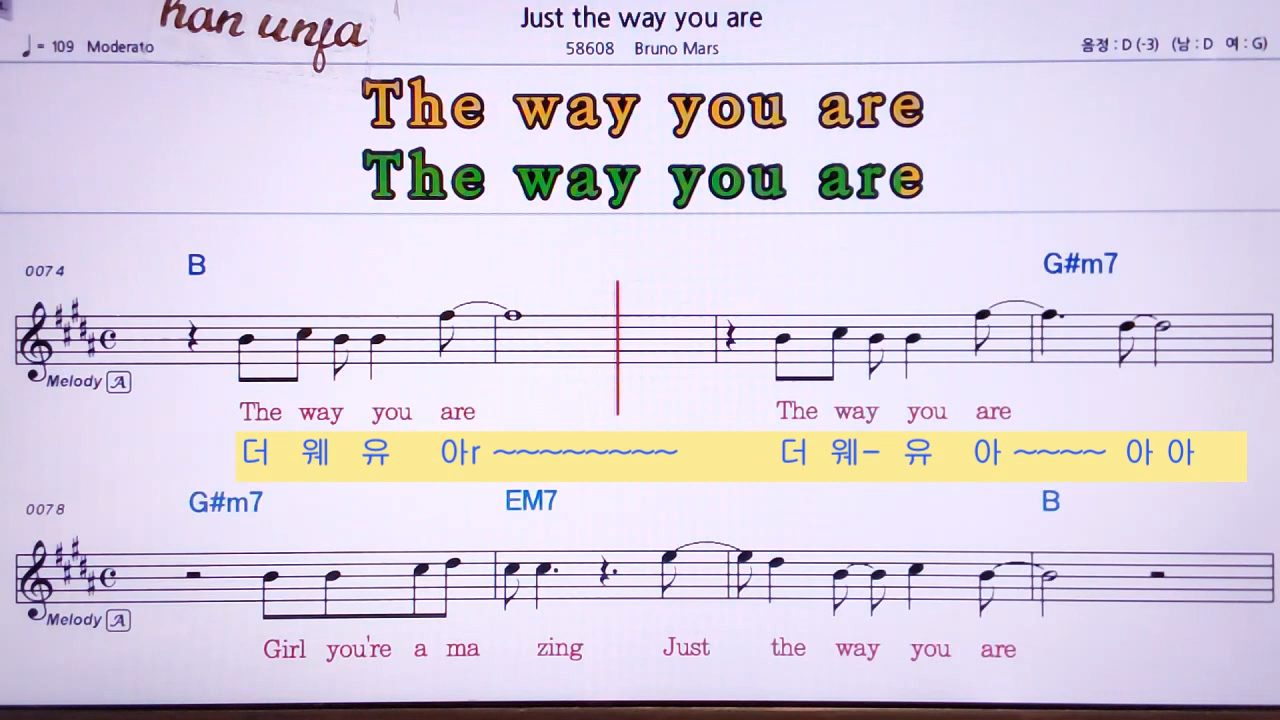 han unfa
Just the way you are
♩ = 109 Moderato
58608 Bruno Mars
음정 : D (-3) (남 : D 여 : G)
The way you are
The way you are
0074 B G#m7
Melody A
The way you are The way you are
더 웨 유 아r ~~~~~~~~ 더 웨- 유 아 ~~~~ 아 아
0078 G#m7 EM7 B
Melody A
Girl you're a ma zing Just the way you are